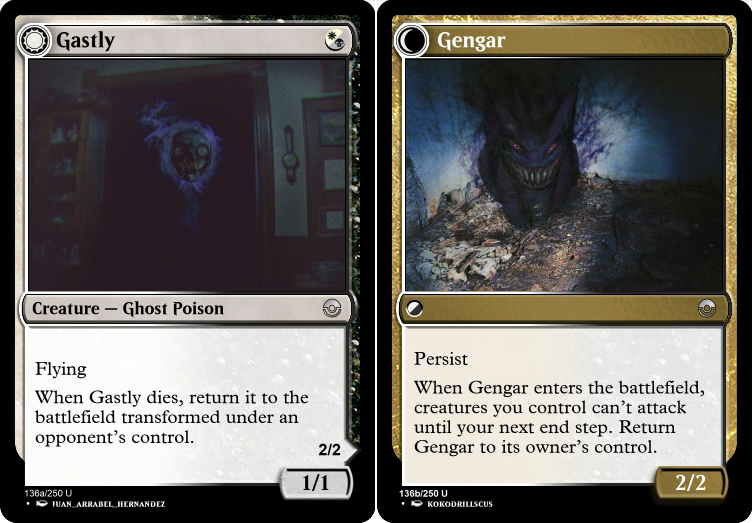 Gastly
Creature — Ghost Poison
Flying
When Gastly dies, return it to the
battlefield transformed under an
opponent's control.
2/2
1/1
136a/250 U
• JUAN_ARRABEL_HERNANDEZ
Gengar
Persist
When Gengar enters the battlefield,
creatures you control can't attack
until your next end step. Return
Gengar to its owner's control.
2/2
136b/250 U
• KOKODRILLSCUS